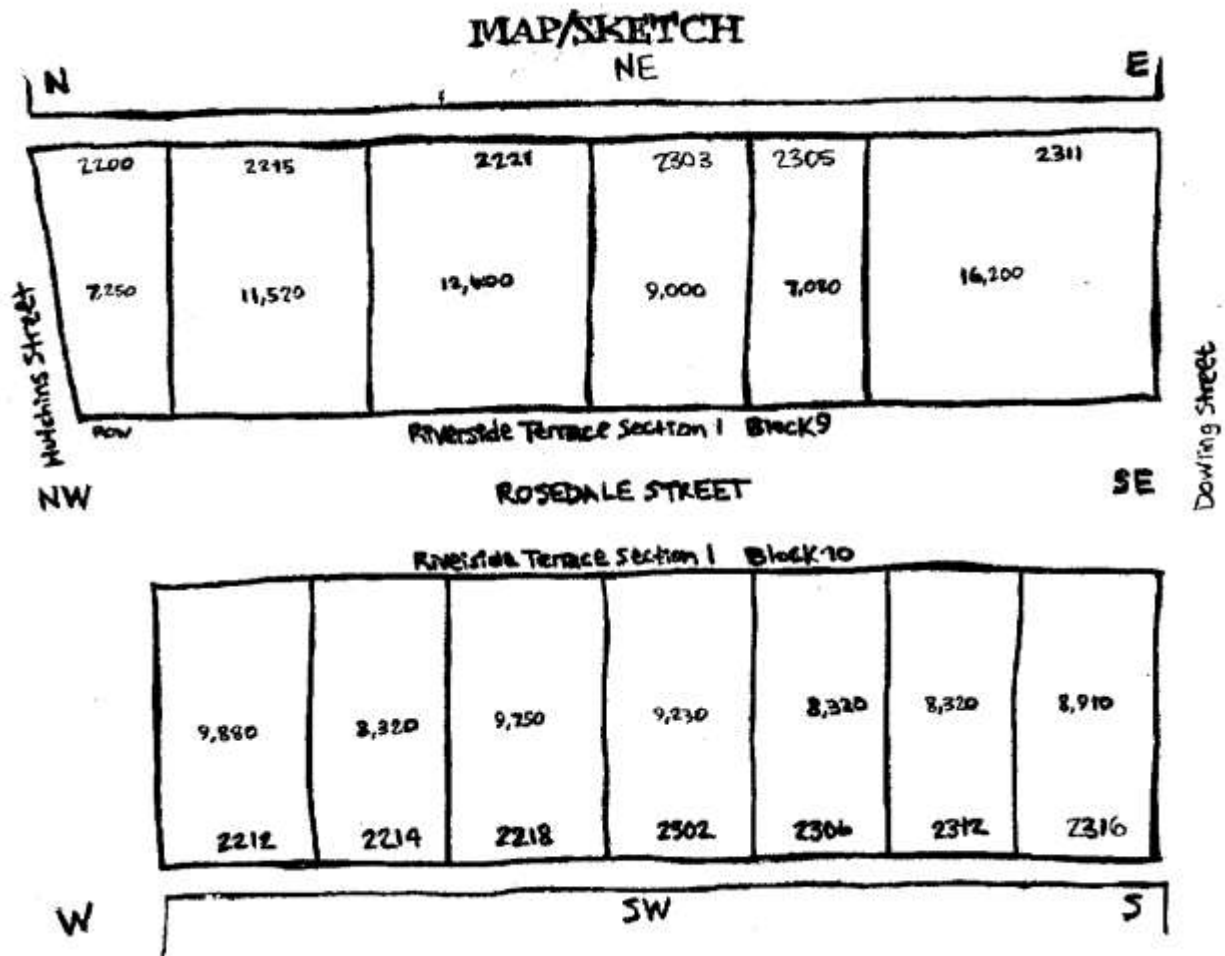 MAP/SKETCH
N NE E
2200 2215 2221 2303 2305 2311
7250 11,520 12,600 9,000 7,080 16,200
Hutchins Street
Dowling Street
ROW
Riverside Terrace Section 1 Block 9
NW ROSEDALE STREET SE
Riverside Terrace Section 1 Block 10
9,880 8,320 9,750 9,230 8,320 8,320 8,910
2212 2214 2218 2302 2306 2312 2316
W SW S